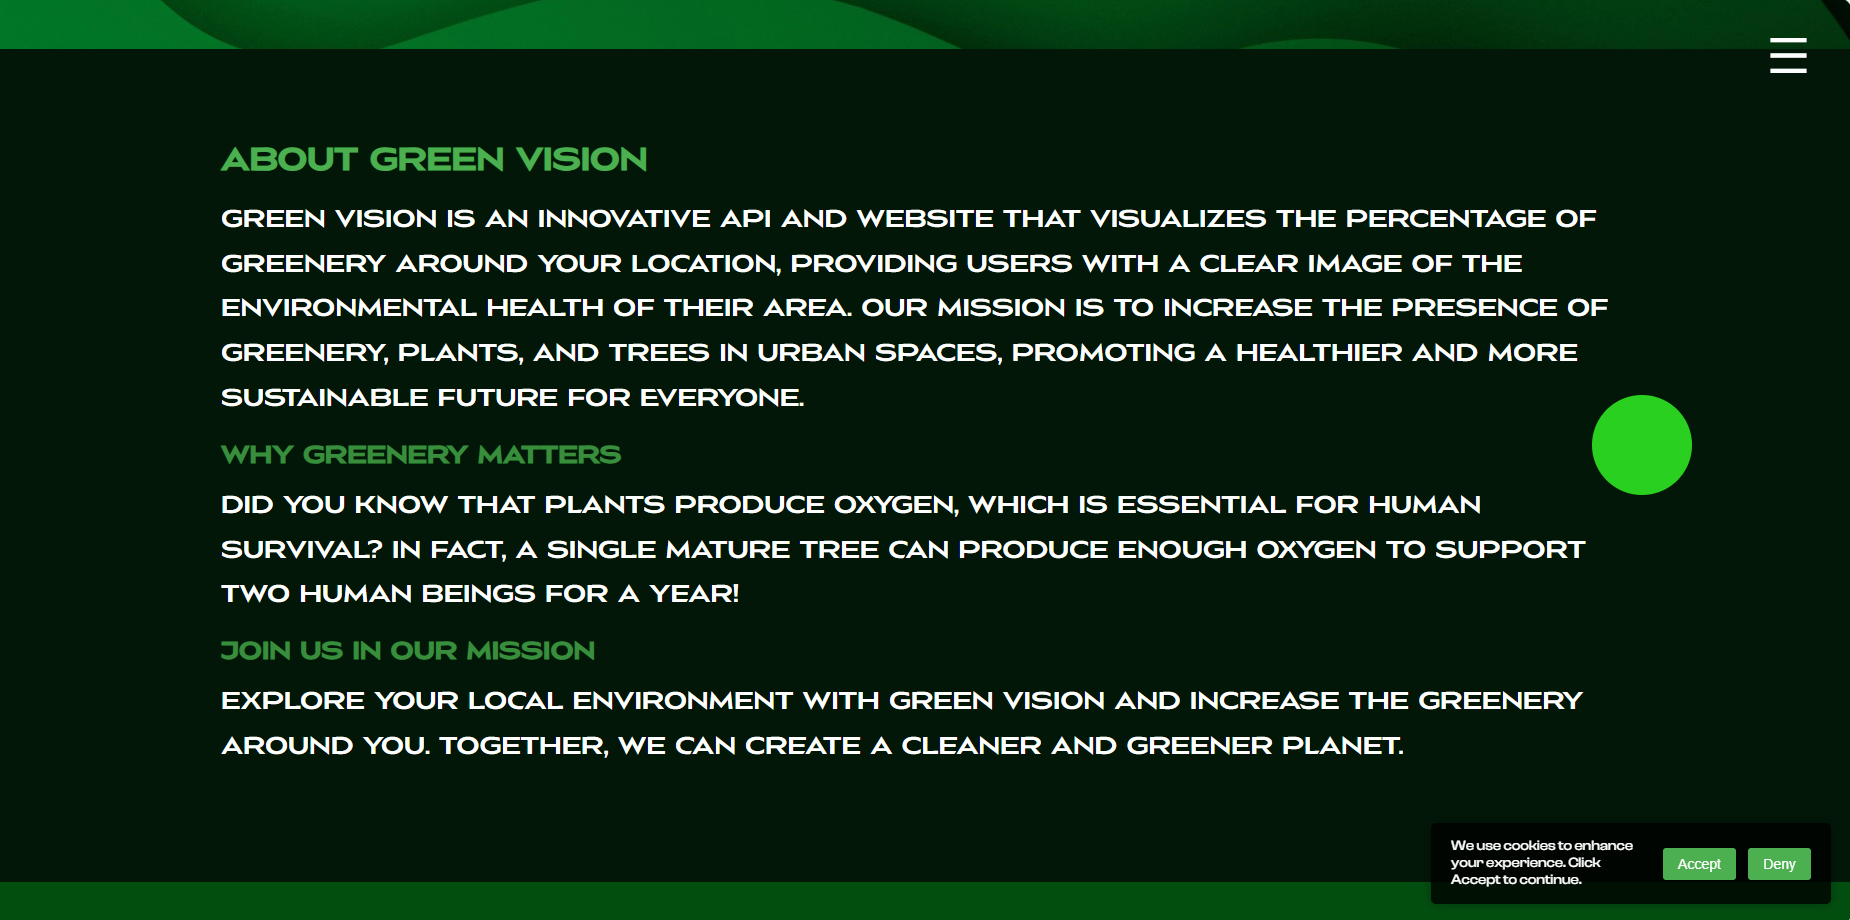 ABOUT GREEN VISION
GREEN VISION IS AN INNOVATIVE API AND WEBSITE THAT VISUALIZES THE PERCENTAGE OF
GREENERY AROUND YOUR LOCATION, PROVIDING USERS WITH A CLEAR IMAGE OF THE
ENVIRONMENTAL HEALTH OF THEIR AREA. OUR MISSION IS TO INCREASE THE PRESENCE OF
GREENERY, PLANTS, AND TREES IN URBAN SPACES, PROMOTING A HEALTHIER AND MORE
SUSTAINABLE FUTURE FOR EVERYONE.
WHY GREENERY MATTERS
DID YOU KNOW THAT PLANTS PRODUCE OXYGEN, WHICH IS ESSENTIAL FOR HUMAN
SURVIVAL? IN FACT, A SINGLE MATURE TREE CAN PRODUCE ENOUGH OXYGEN TO SUPPORT
TWO HUMAN BEINGS FOR A YEAR!
JOIN US IN OUR MISSION
EXPLORE YOUR LOCAL ENVIRONMENT WITH GREEN VISION AND INCREASE THE GREENERY
AROUND YOU. TOGETHER, WE CAN CREATE A CLEANER AND GREENER PLANET.
We use cookies to enhance
your experience. Click
Accept to continue.
Accept
Deny